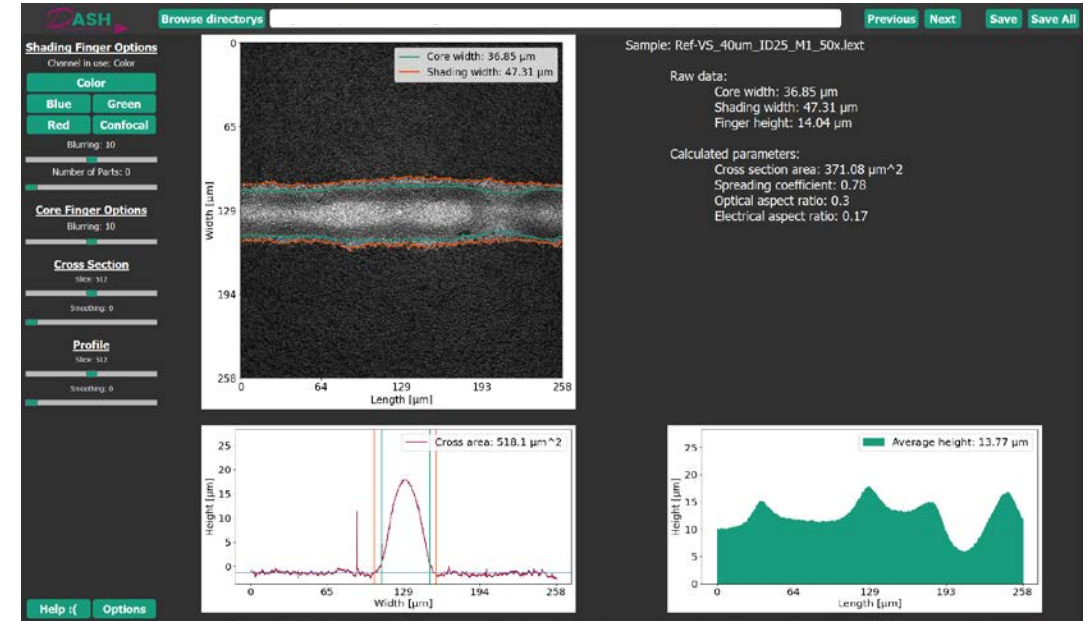 DASH
Browse directorys
Previous Next Save Save All
Shading Finger Options
Channel in use: Color
Color
Blue Green
Red Confocal
Blurring: 10
Number of Parts: 0
Core Finger Options
Blurring: 10
Cross Section
Slice: 512
Smoothing: 0
Profile
Slice: 512
Smoothing: 0
Help :( Options
Core width: 36.85 µm
Shading width: 47.31 µm
Width [µm]
0
65
129
194
258
0 64 129 193 258
Length [µm]
Sample: Ref-VS_40um_ID25_M1_50x.lext
Raw data:
Core width: 36.85 µm
Shading width: 47.31 µm
Finger height: 14.04 µm
Calculated parameters:
Cross section area: 371.08 µm^2
Spreading coefficient: 0.78
Optical aspect ratio: 0.3
Electrical aspect ratio: 0.17
Cross area: 518.1 µm^2
Height [µm]
25
20
15
10
5
0
0 65 129 194 258
Width [µm]
Average height: 13.77 µm
Height [µm]
25
20
15
10
5
0
0 64 129 193 258
Length [µm]